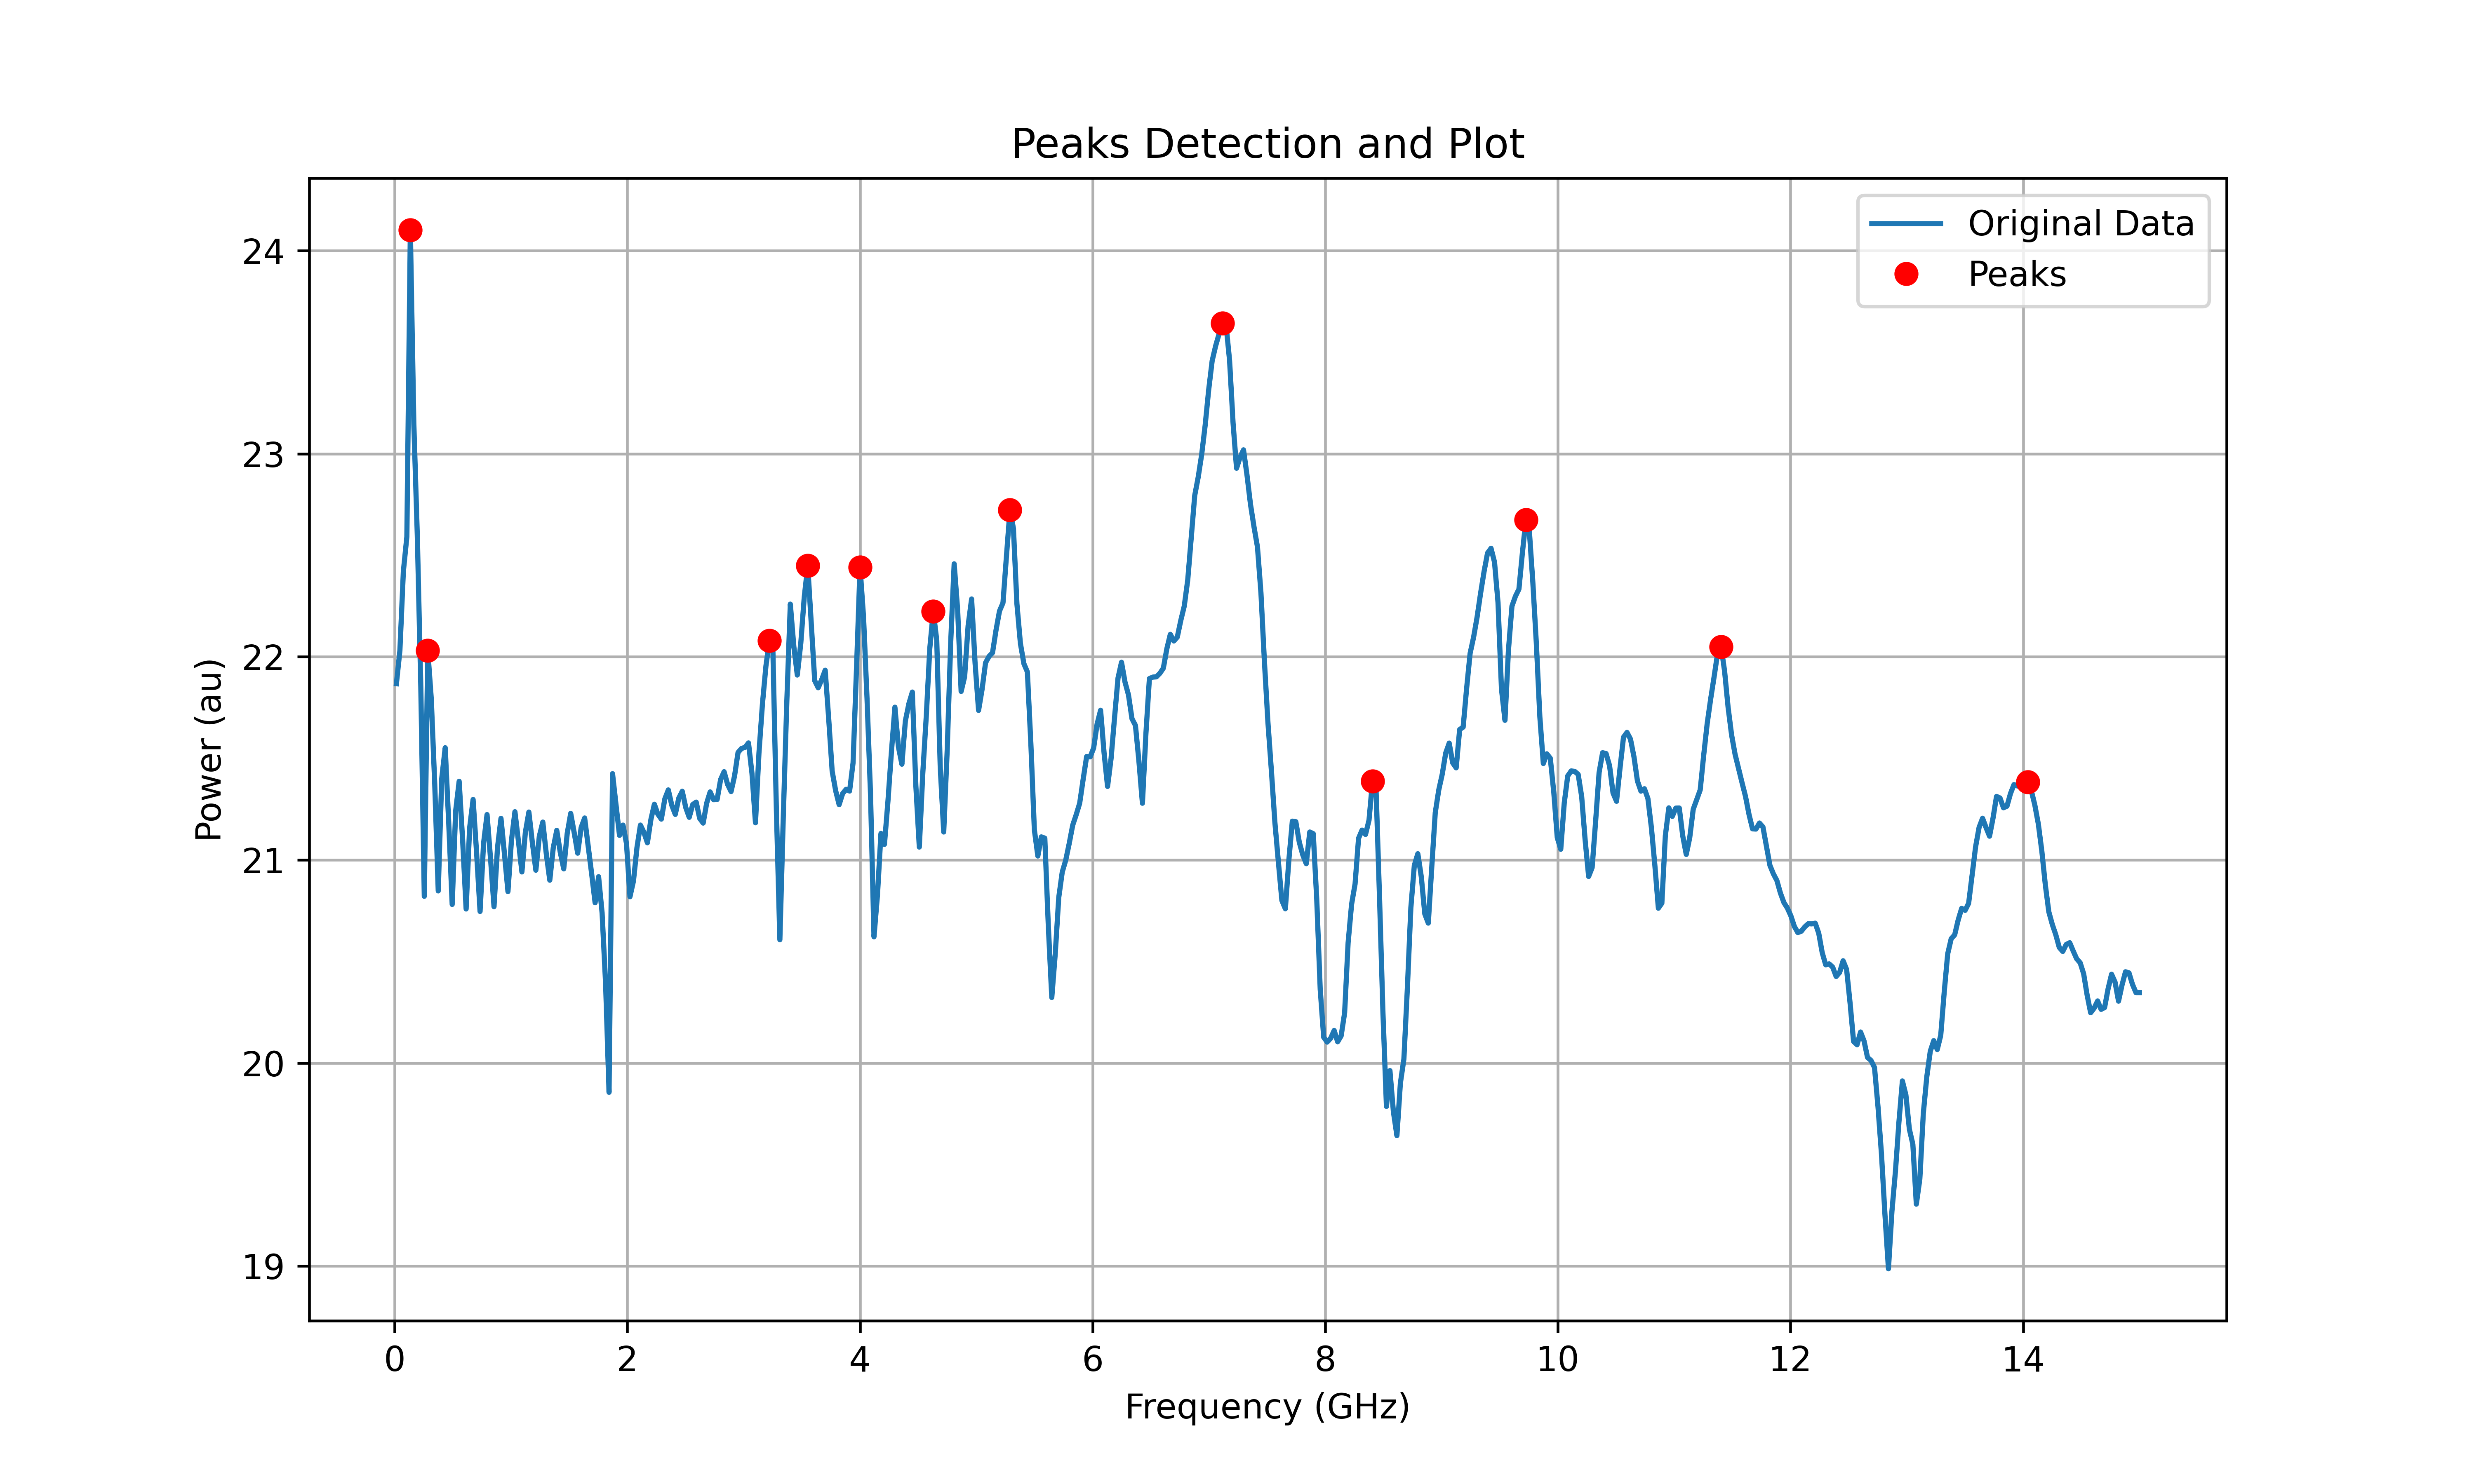 Peaks Detection and Plot
Original Data
Peaks
24
23
22
21
20
19
Power (au)
0 2 4 6 8 10 12 14
Frequency (GHz)